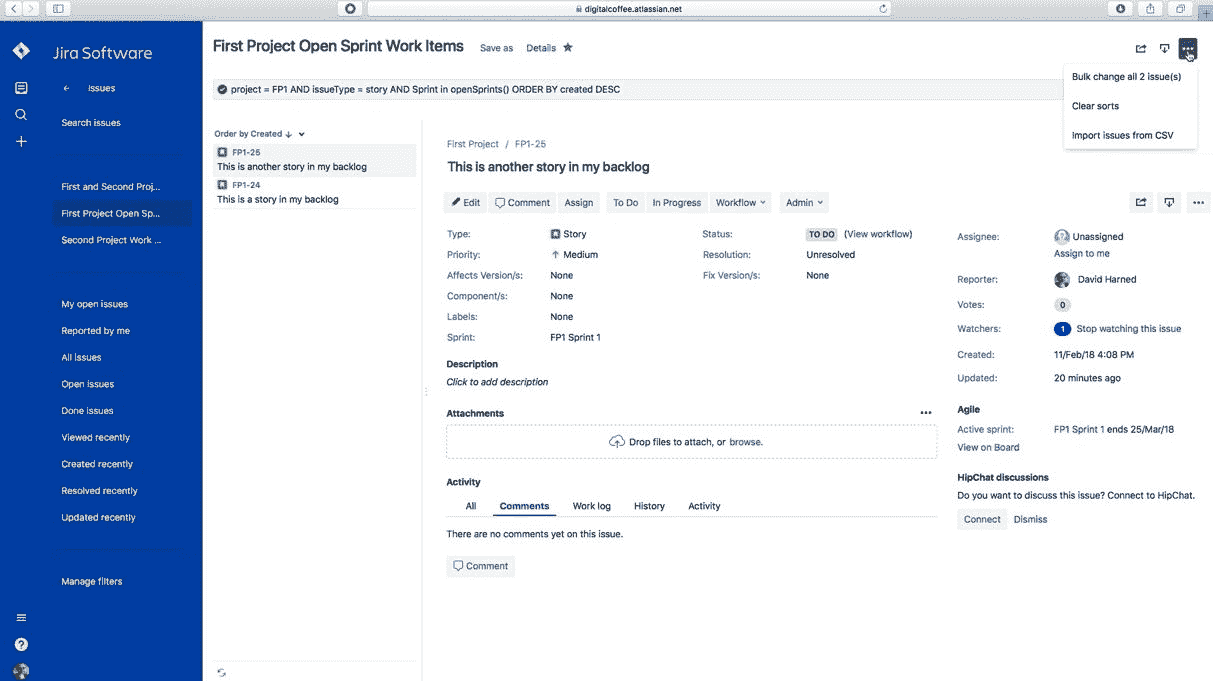 digitalcoffee.atlassian.net
Jira Software
Issues
Search issues
First and Second Proj...
First Project Open Sp...
Second Project Work ...
My open issues
Reported by me
All issues
Open issues
Done issues
Viewed recently
Created recently
Resolved recently
Updated recently
Manage filters
First Project Open Sprint Work Items Save as Details
project = FP1 AND issueType = story AND Sprint in openSprints() ORDER BY created DESC
Bulk change all 2 issue(s)
Clear sorts
Import issues from CSV
Order by Created
FP1-25
This is another story in my backlog
FP1-24
This is a story in my backlog
First Project / FP1-25
This is another story in my backlog
Edit Comment Assign To Do In Progress Workflow Admin
Type: Story
Priority: Medium
Affects Version/s: None
Component/s: None
Labels: None
Sprint: FP1 Sprint 1
Status: TO DO (View workflow)
Resolution: Unresolved
Fix Version/s: None
Description
Click to add description
Attachments
Drop files to attach, or browse.
Activity
All Comments Work log History Activity
There are no comments yet on this issue.
Comment
Assignee: Unassigned
Assign to me
Reporter: David Harned
Votes: 0
Watchers: 1 Stop watching this issue
Created: 11/Feb/18 4:08 PM
Updated: 20 minutes ago
Agile
Active sprint: FP1 Sprint 1 ends 25/Mar/18
View on Board
HipChat discussions
Do you want to discuss this issue? Connect to HipChat.
Connect Dismiss